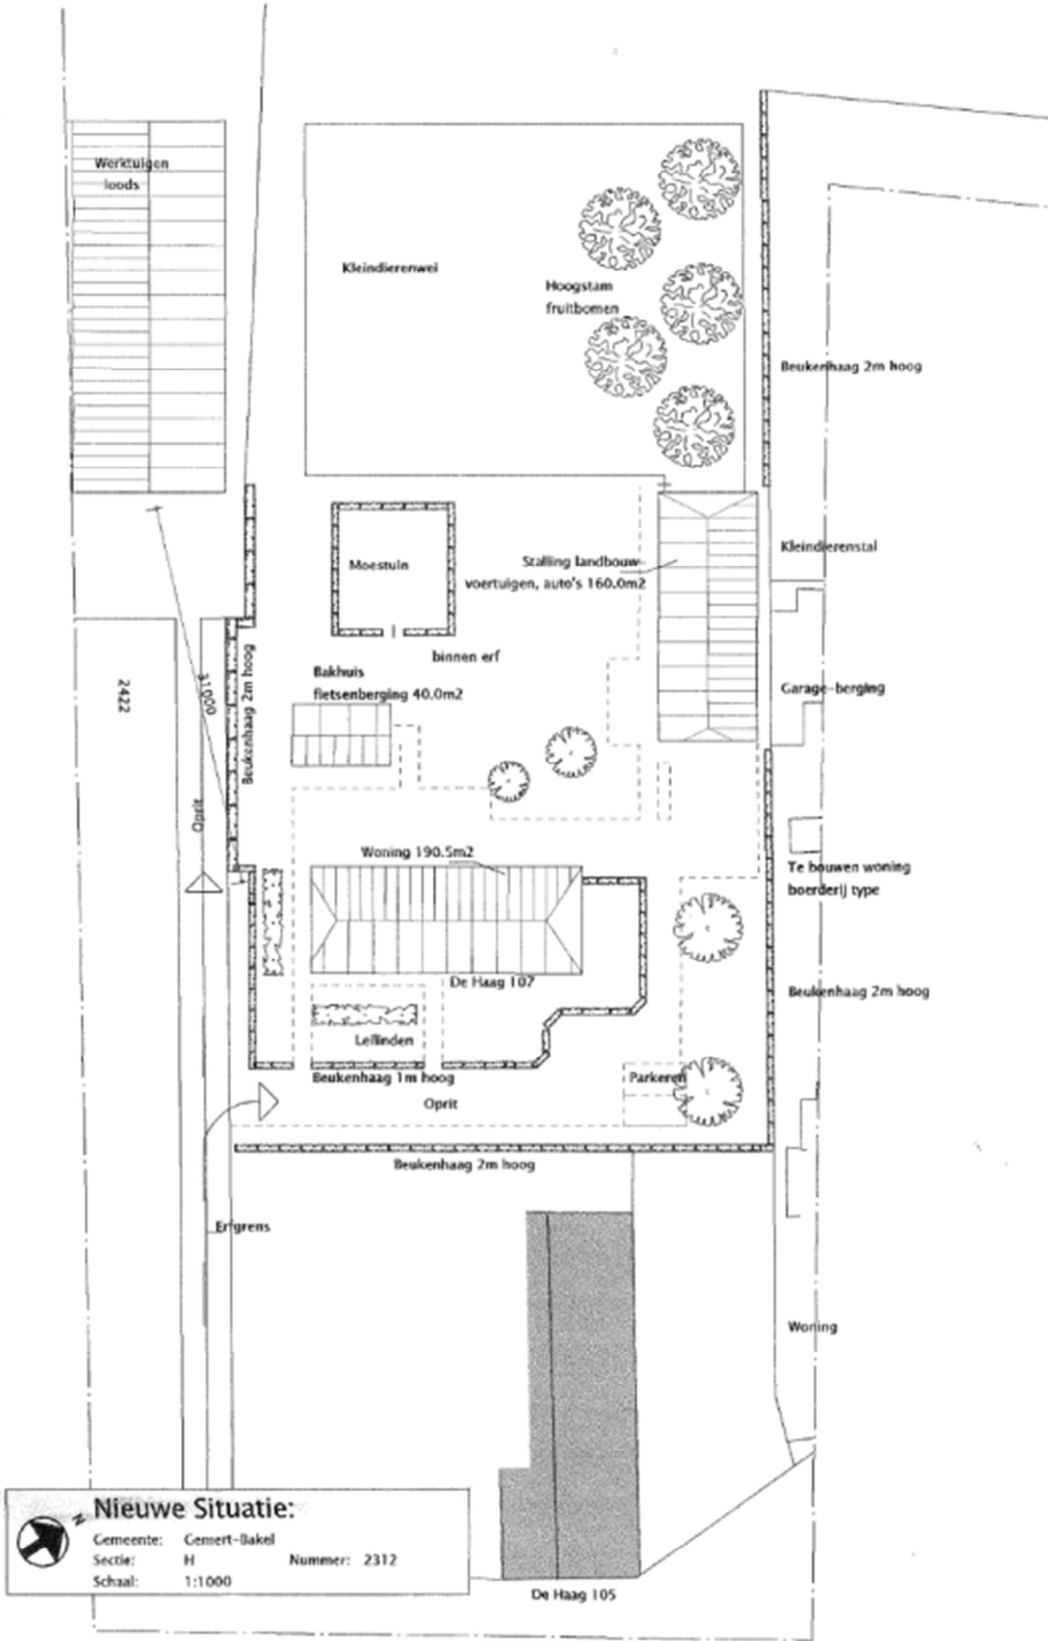 Werktuigen
loods
Kleindierenwei
Hoogstam
fruitbomen
Beukenhaag 2m hoog
Kleindierenstal
Stalling landbouw
voertuigen, auto's 160.0m2
Moestuin
binnen erf
Bakhuis
fietsenberging 40.0m2
Garage-berging
2422
51000
Beukenhaag 2m hoog
Oprit
Woning 190.5m2
Te bouwen woning
boerderij type
De Haag 107
Beukenhaag 2m hoog
Leilinden
Beukenhaag 1m hoog
Parkeren
Oprit
Beukenhaag 2m hoog
Erfgrens
Woning
Nieuwe Situatie:
N
Gemeente: Gemert-Bakel
Sectie: H Nummer: 2312
Schaal: 1:1000
De Haag 105